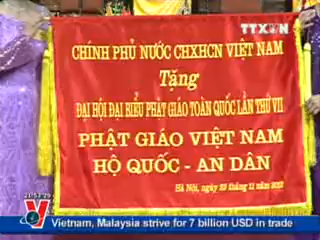 TTXVN
CHÍNH PHỦ NƯỚC CHXHCN VIỆT NAM
Tặng
ĐẠI HỘI ĐẠI BIỂU PHẬT GIÁO TOÀN QUỐC LẦN THỨ VII
PHẬT GIÁO VIỆT NAM
HỘ QUỐC - AN DÂN
Hà Nội, ngày 23 tháng 11 năm 2012
Vietnam, Malaysia strive for 7 billion USD in trade